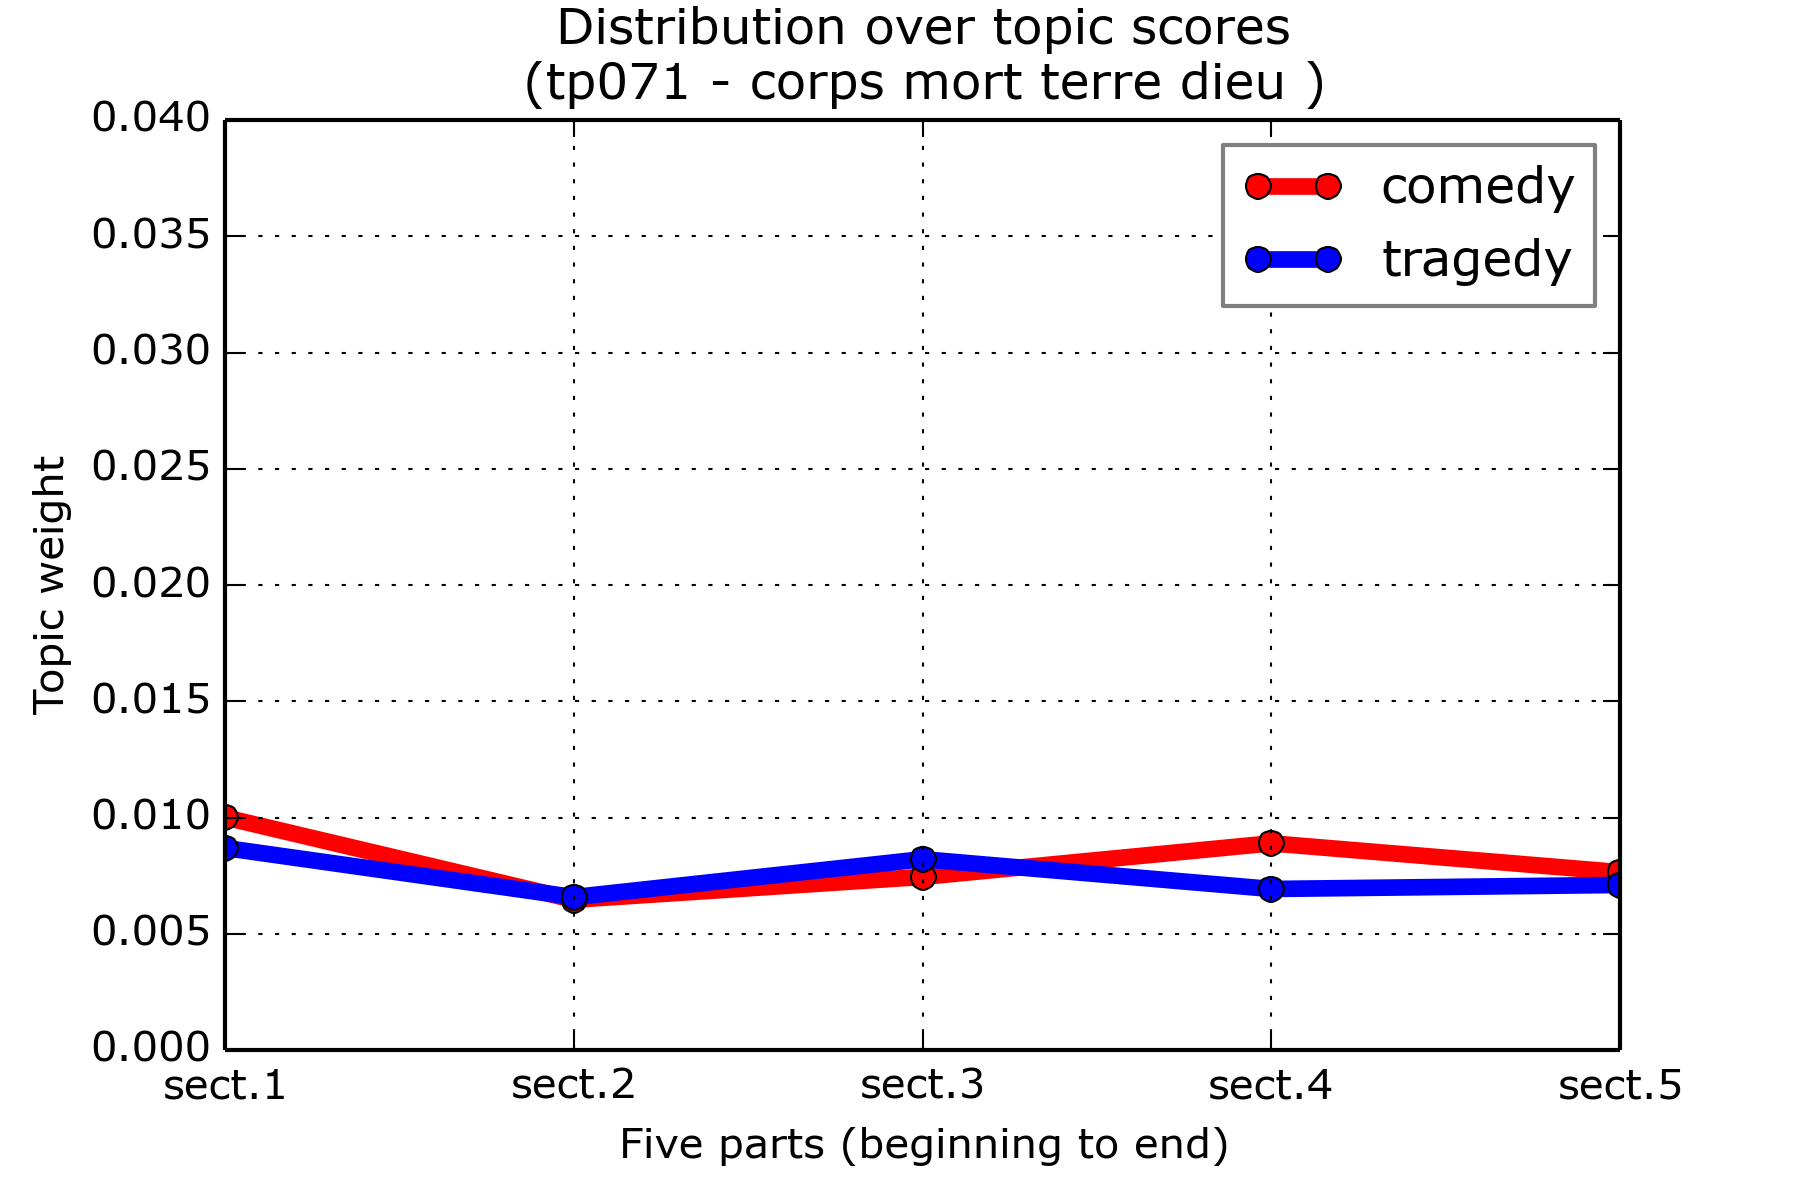 Distribution over topic scores
(tp071 - corps mort terre dieu )
0.040
0.035
0.030
0.025
0.020
0.015
0.010
0.005
0.000
Topic weight
comedy
tragedy
sect.1 sect.2 sect.3 sect.4 sect.5
Five parts (beginning to end)